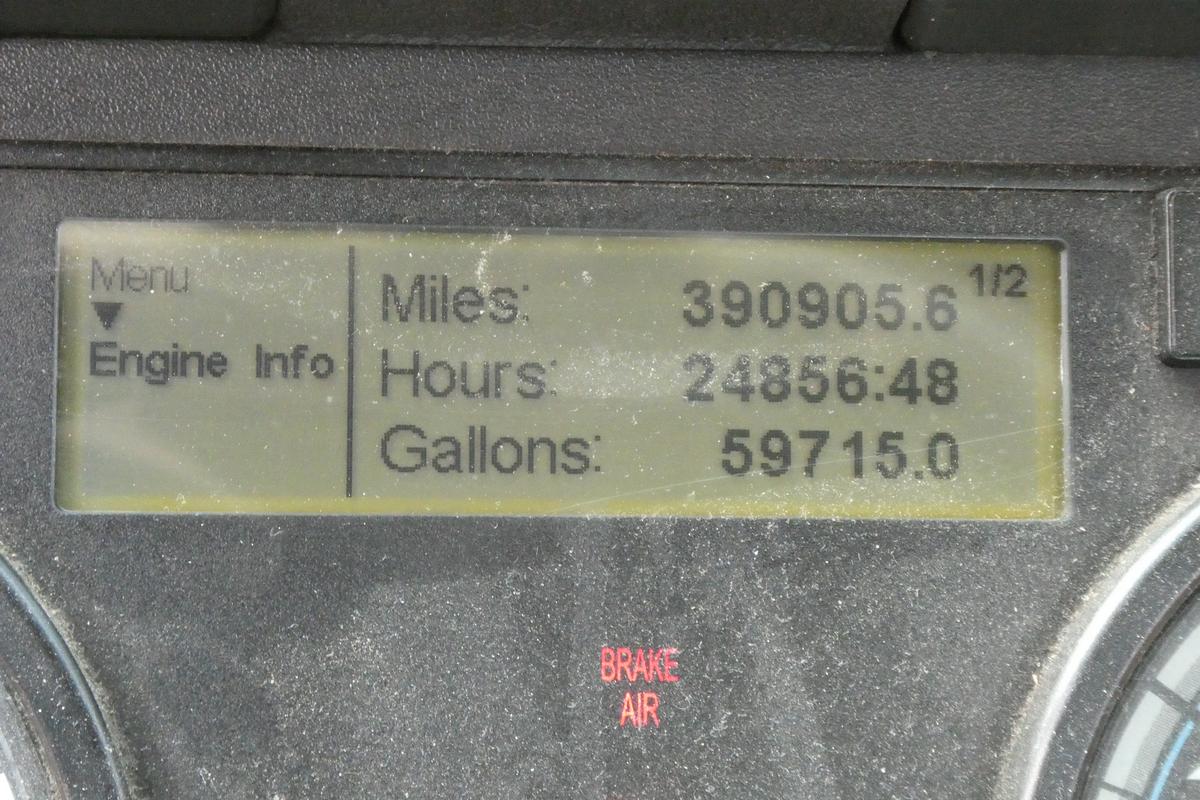 Menu
Engine Info
1/2
Miles: 390905.6
Hours: 24856:48
Gallons: 59715.0
BRAKE
AIR